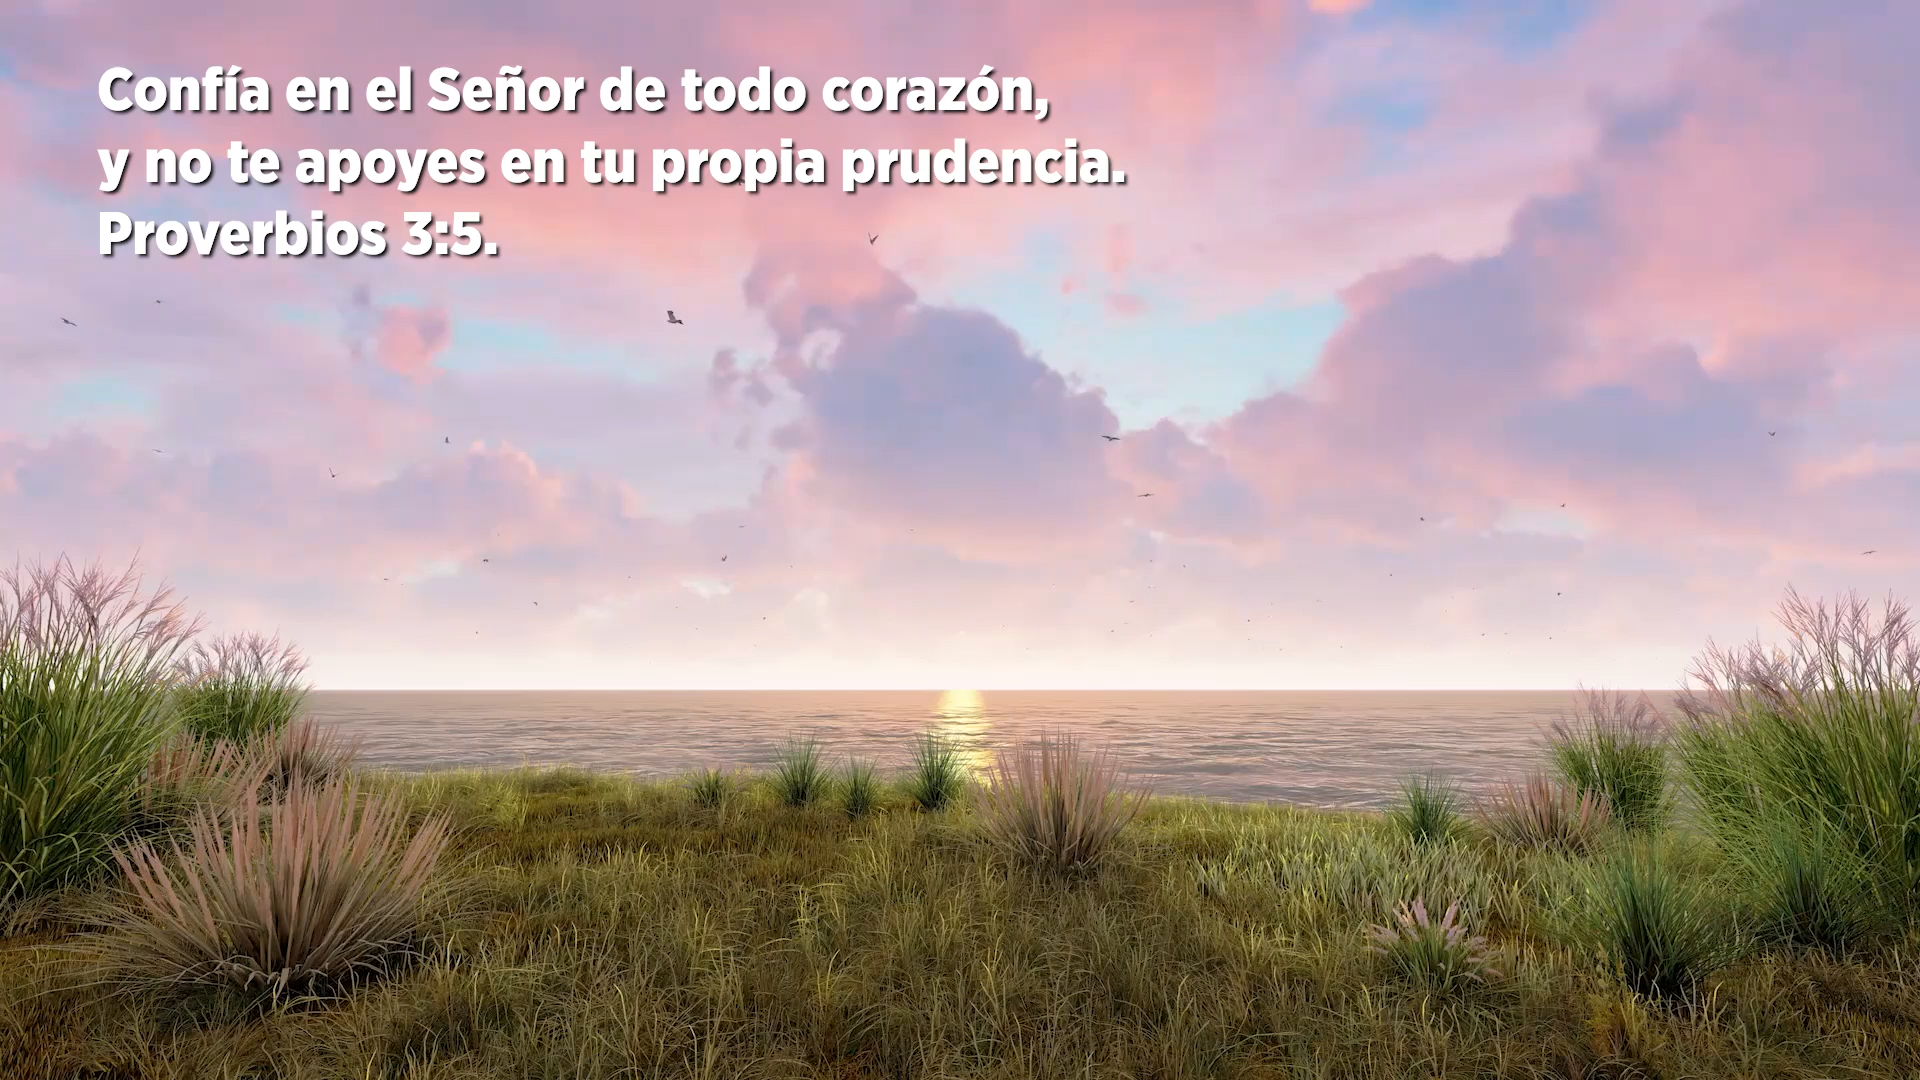 Confía en el Señor de todo corazón,
y no te apoyes en tu propia prudencia.
Proverbios 3:5.